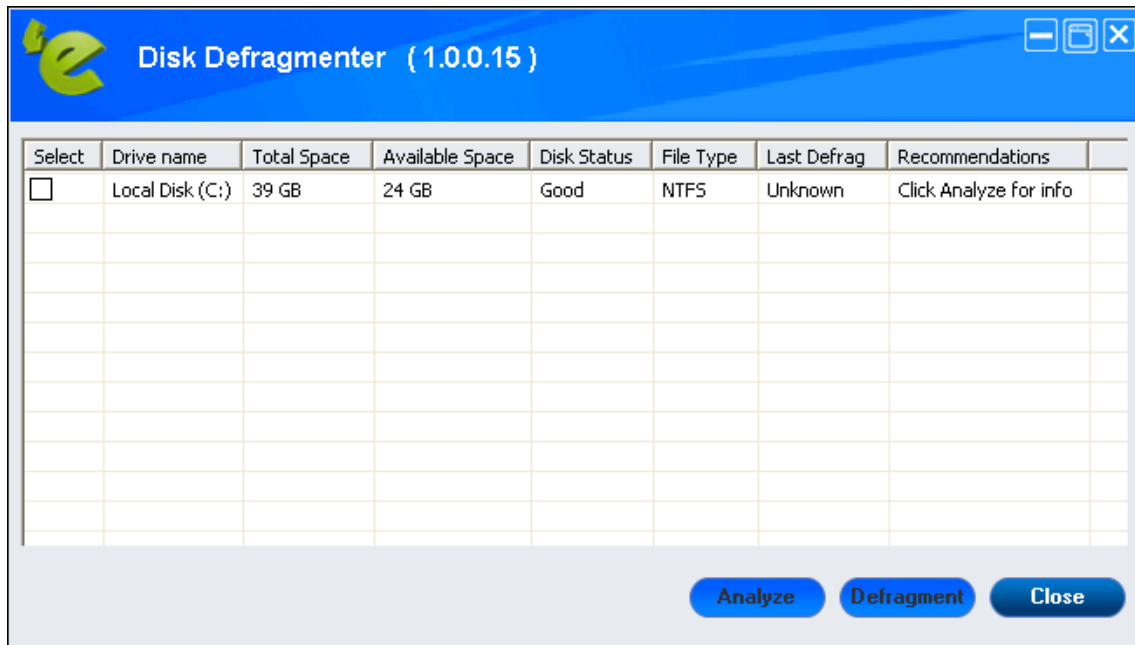 Disk Defragmenter ( 1.0.0.15 )
Select Drive name Total Space Available Space Disk Status File Type Last Defrag Recommendations
Local Disk (C:) 39 GB 24 GB Good NTFS Unknown Click Analyze for info
Analyze Defragment Close